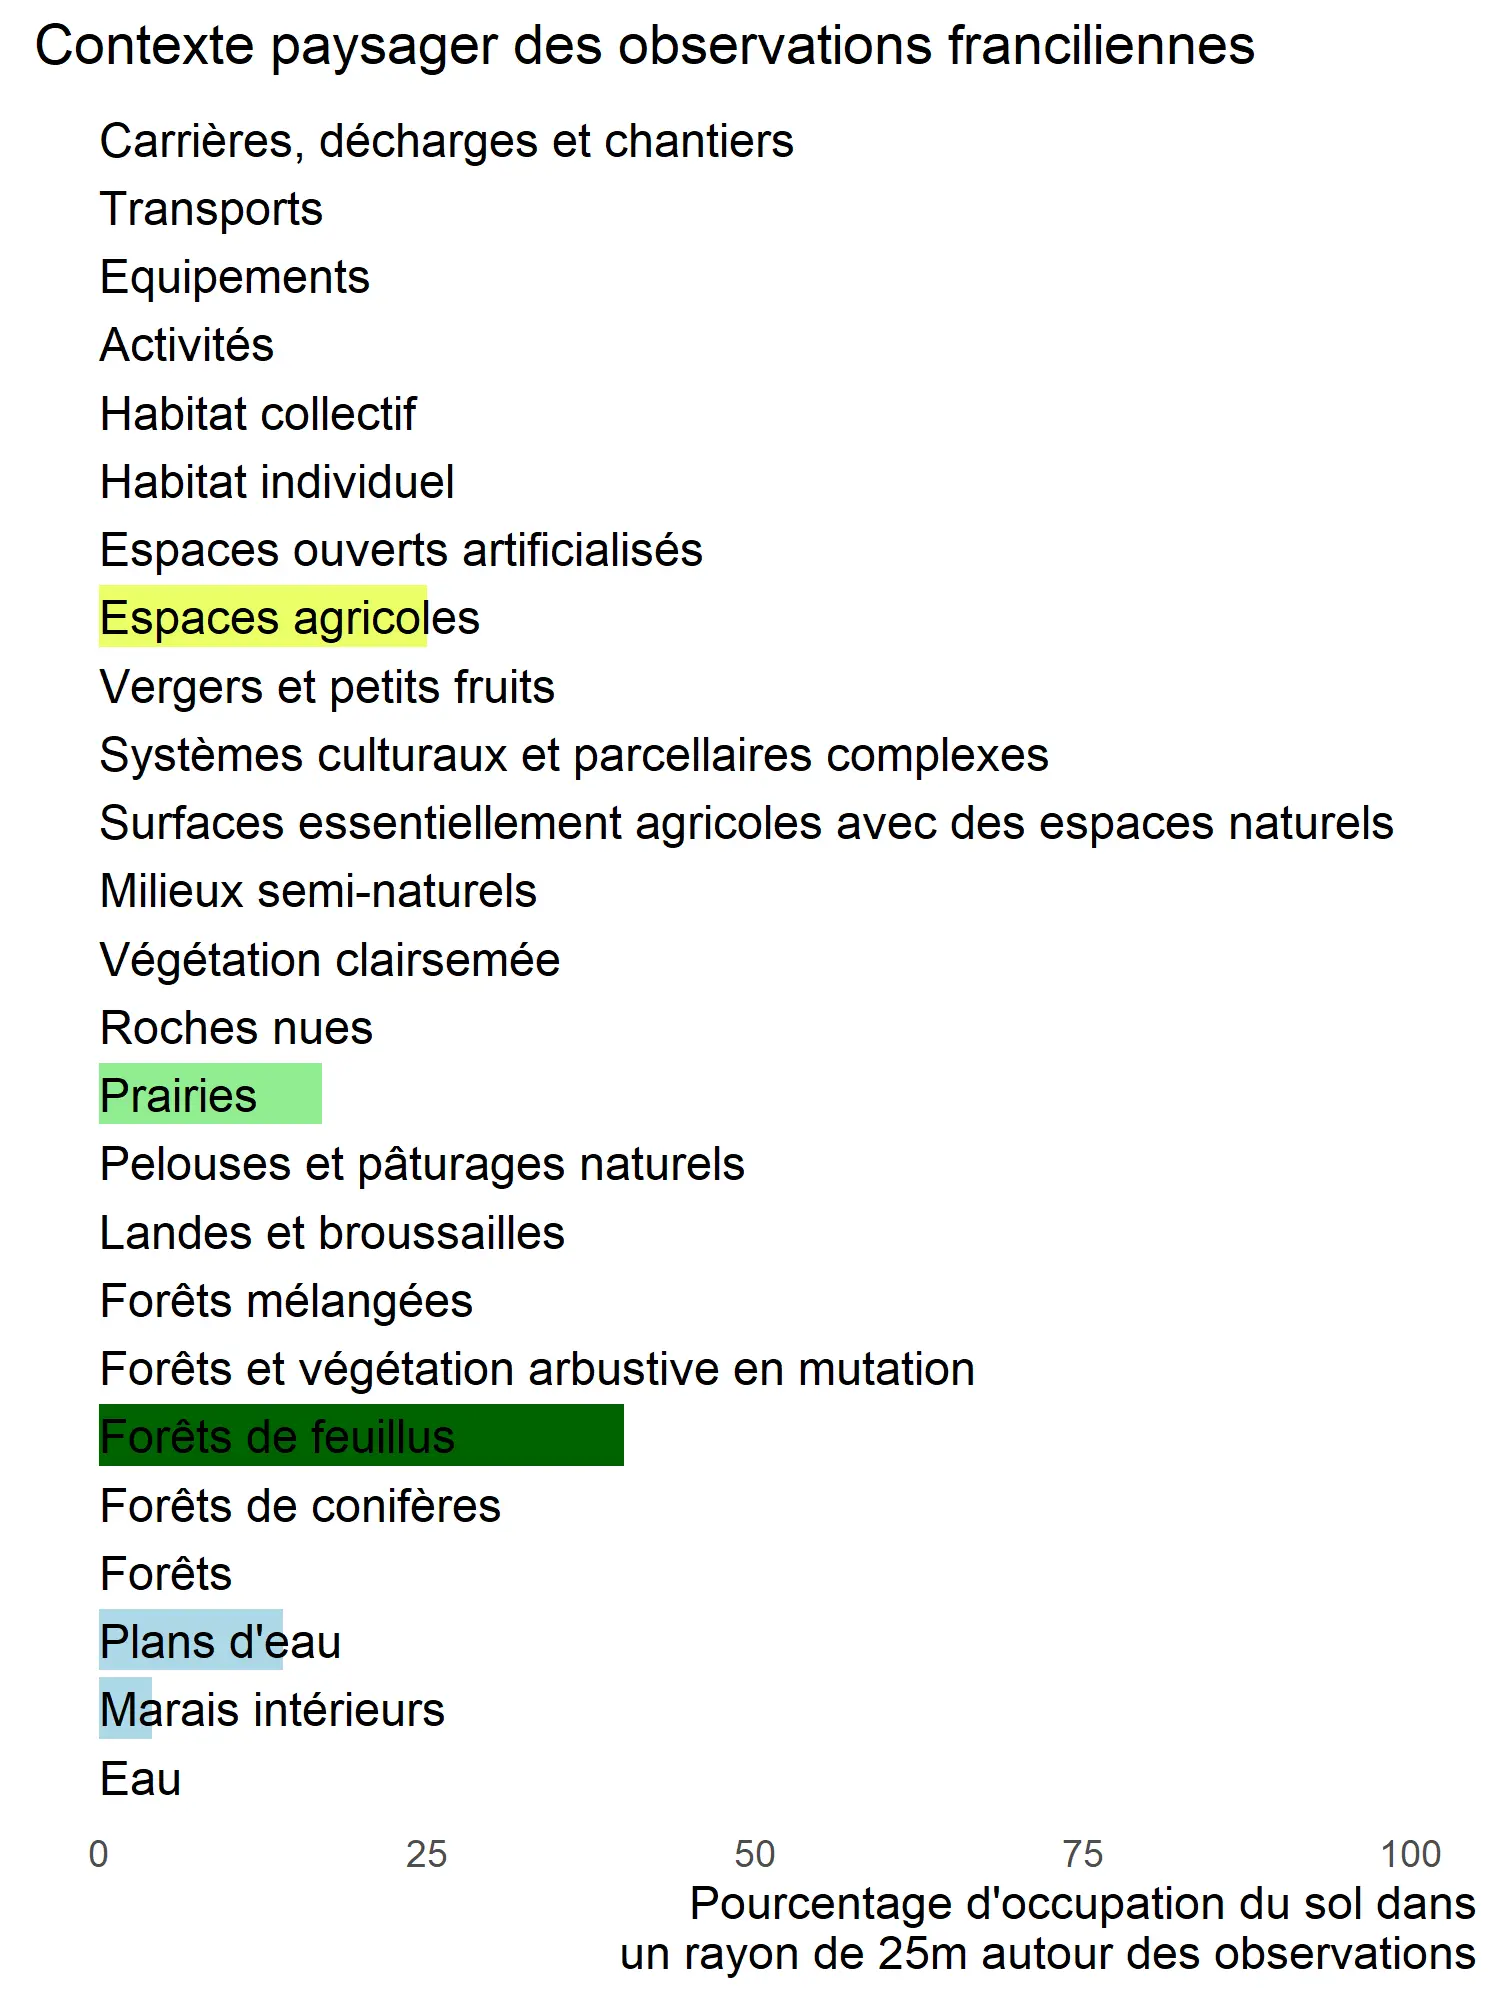 Contexte paysager des observations franciliennes
Carrières, décharges et chantiers
Transports
Equipements
Activités
Habitat collectif
Habitat individuel
Espaces ouverts artificialisés
Espaces agricoles
Vergers et petits fruits
Systèmes culturaux et parcellaires complexes
Surfaces essentiellement agricoles avec des espaces naturels
Milieux semi-naturels
Végétation clairsemée
Roches nues
Prairies
Pelouses et pâturages naturels
Landes et broussailles
Forêts mélangées
Forêts et végétation arbustive en mutation
Forêts de feuillus
Forêts de conifères
Forêts
Plans d'eau
Marais intérieurs
Eau
0 25 50 75 100
Pourcentage d'occupation du sol dans
un rayon de 25m autour des observations